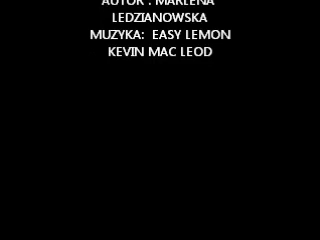 AUTOR : MARLENA
LEDZIANOWSKA
MUZYKA: EASY LEMON
KEVIN MAC LEOD